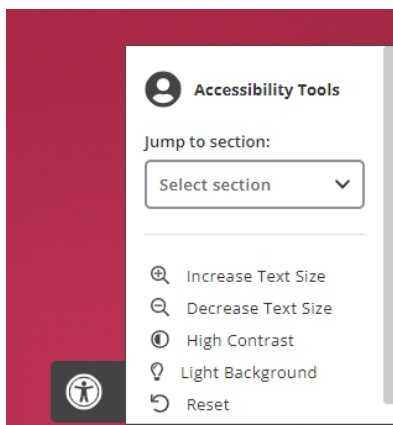 Accessibility Tools
Jump to section:
Select section
Increase Text Size
Decrease Text Size
High Contrast
Light Background
Reset